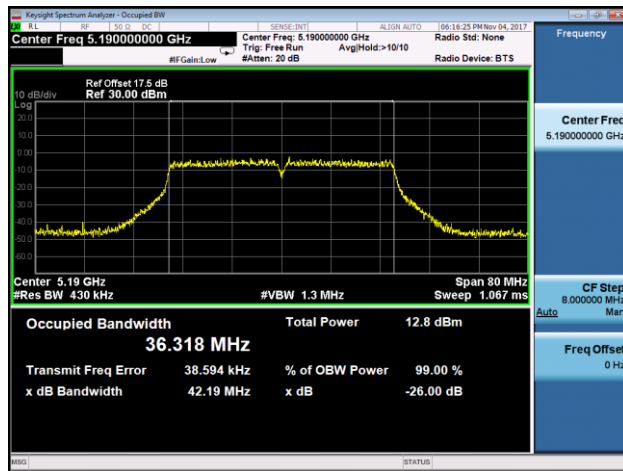 Keysight Spectrum Analyzer - Occupied BW
RL RF 50 Ω DC SENSE:INT ALIGN AUTO 06:16:25 PM Nov 04, 2017
Center Freq 5.190000000 GHz
Center Freq: 5.190000000 GHz Radio Std: None
Trig: Free Run Avg|Hold:>10/10
#IFGain:Low #Atten: 20 dB Radio Device: BTS
Frequency
Ref Offset 17.5 dB
10 dB/div Ref 30.00 dBm
Log
20.0
10.0
0.00
-10.0
-20.0
-30.0
-40.0
-50.0
-60.0
Center 5.19 GHz Span 80 MHz
#Res BW 430 kHz #VBW 1.3 MHz Sweep 1.067 ms
Occupied Bandwidth Total Power 12.8 dBm
36.318 MHz
Transmit Freq Error 38.594 kHz % of OBW Power 99.00 %
x dB Bandwidth 42.19 MHz x dB -26.00 dB
Center Freq
5.190000000 GHz
CF Step
8.000000 MHz
Auto Man
Freq Offset
0 Hz
MSG STATUS